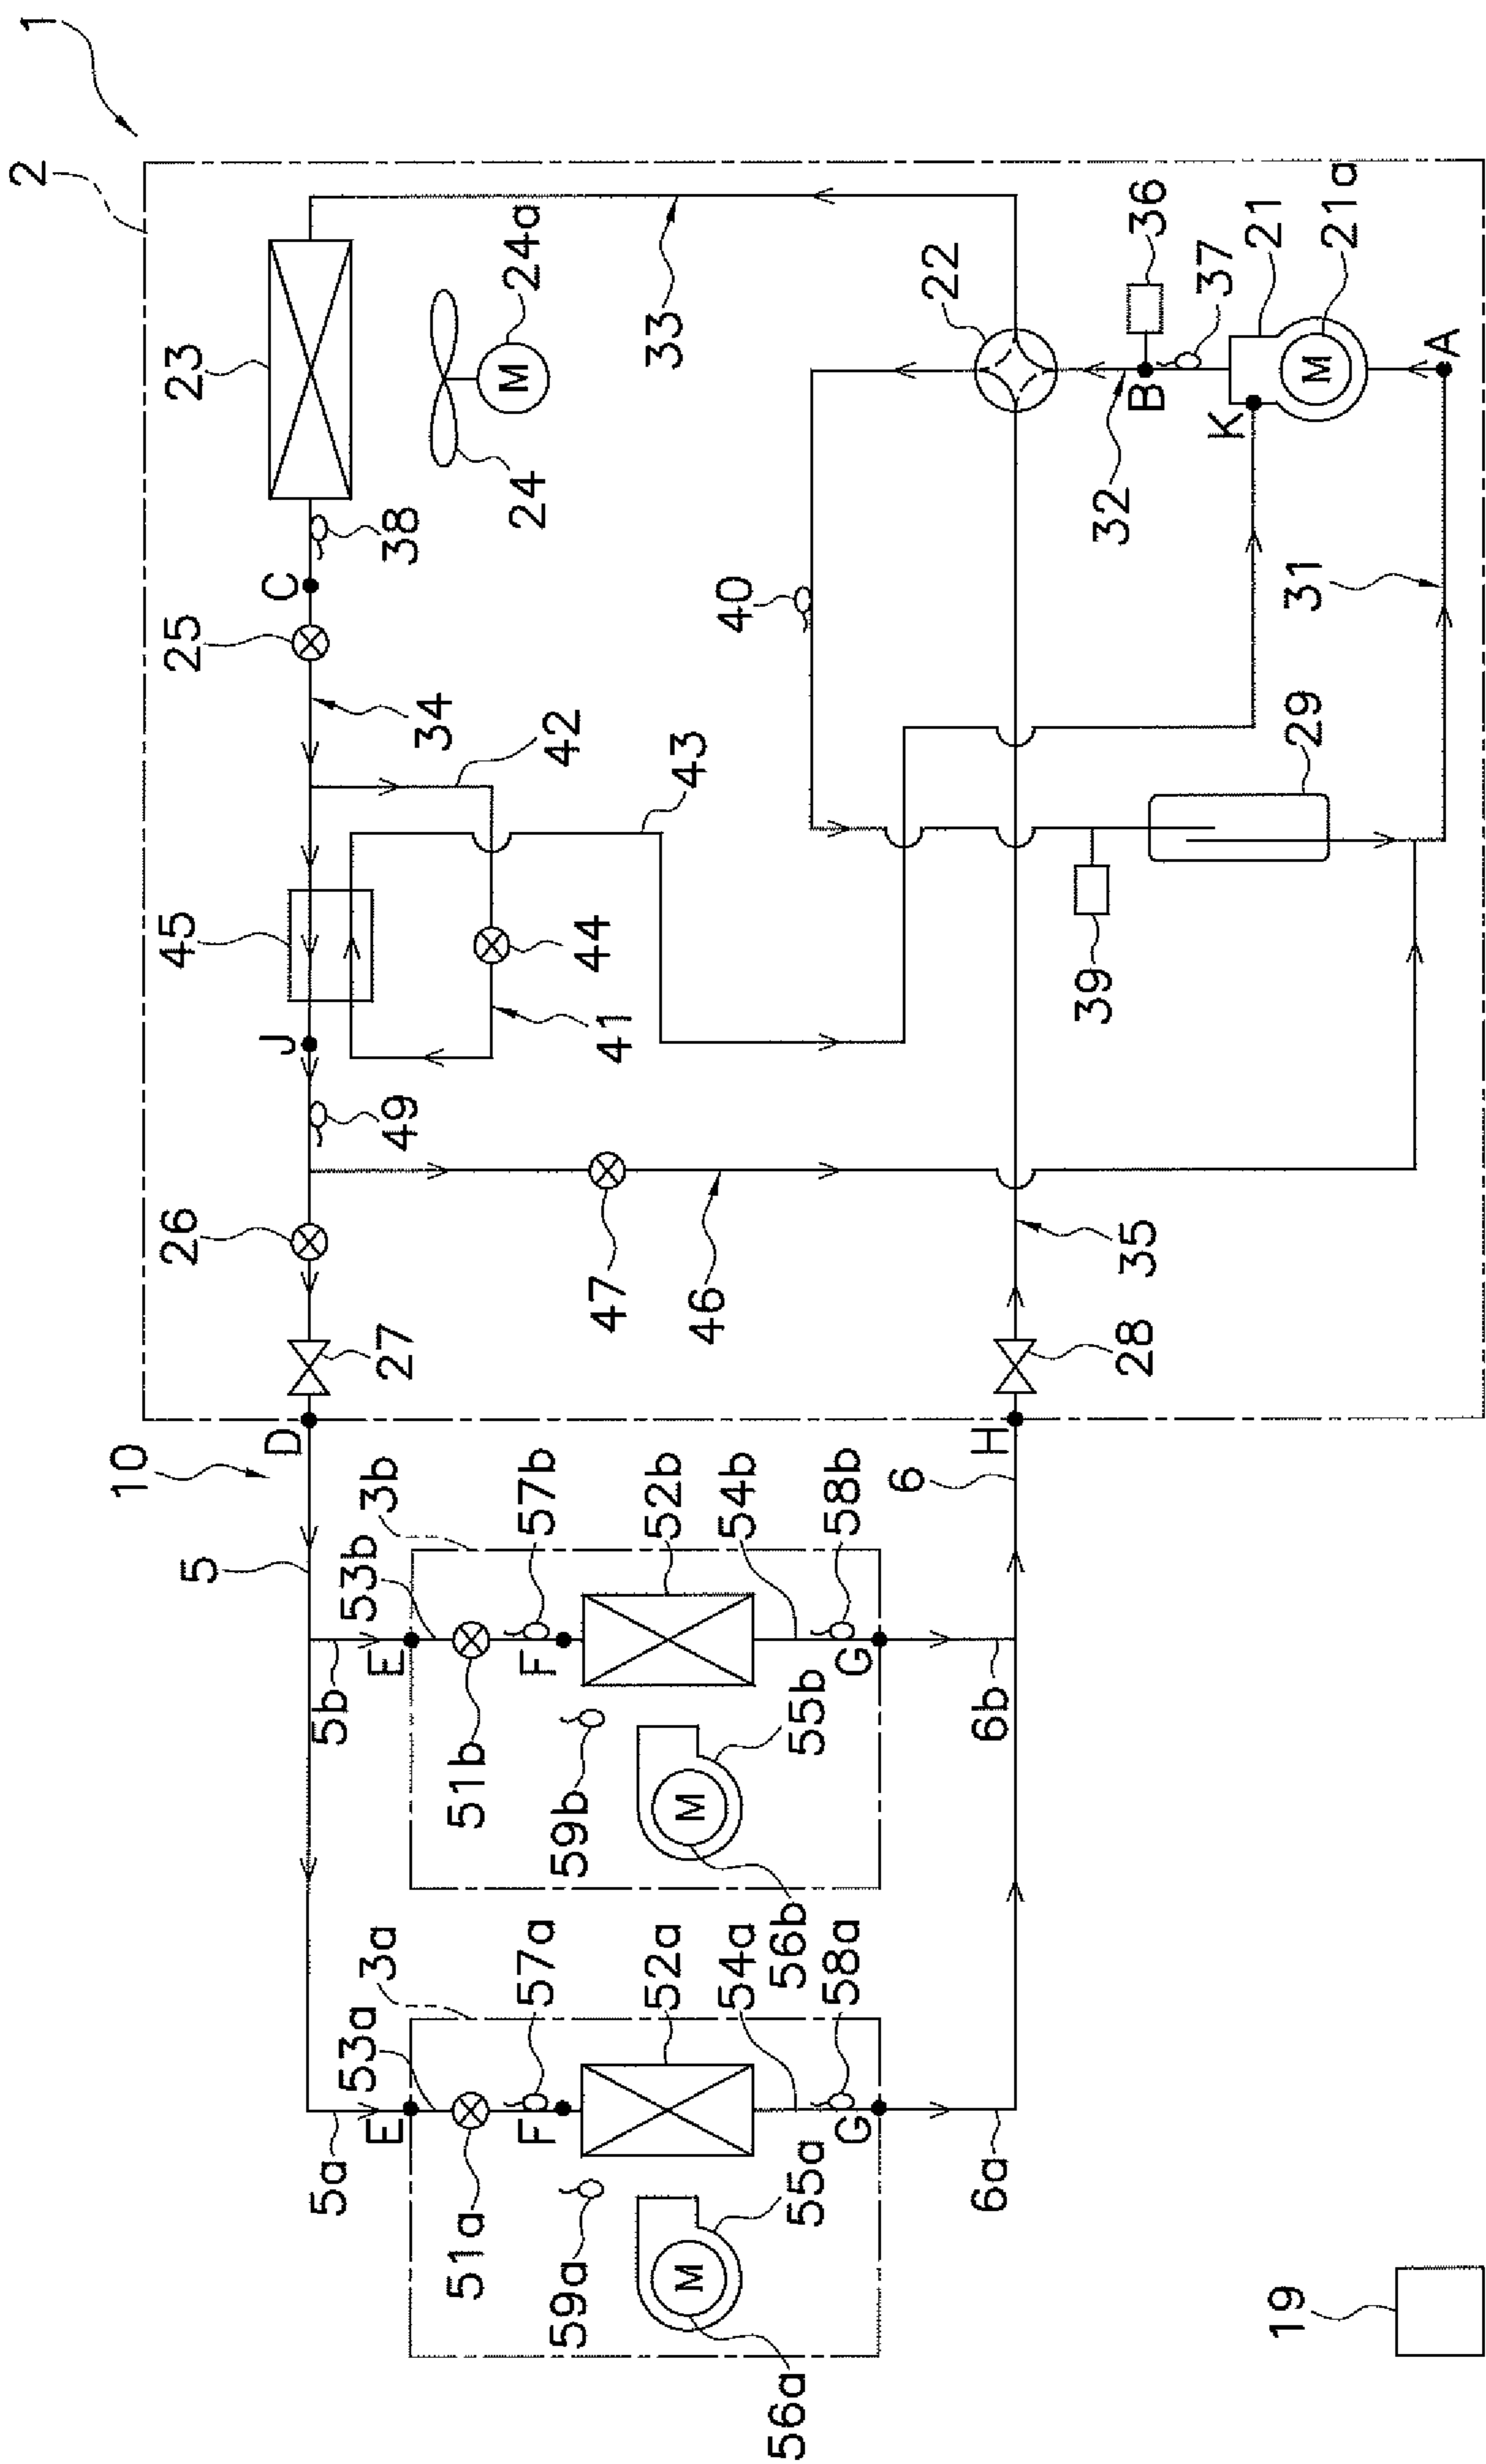 1
2
23
24
24a
33
22
36
37
21
21a
B
K
A
32
31
38
C
25
34
42
43
40
29
39
45
44
41
J
49
26
47
46
35
27
28
D
H
10
5
6
3b
53b
57b
52b
54b
58b
5b
E
F
G
51b
59b
55b
56b
M
6b
3a
53a
57a
52a
54a
58a
5a
E
F
G
51a
59a
55a
56a
M
6a
M
M
19